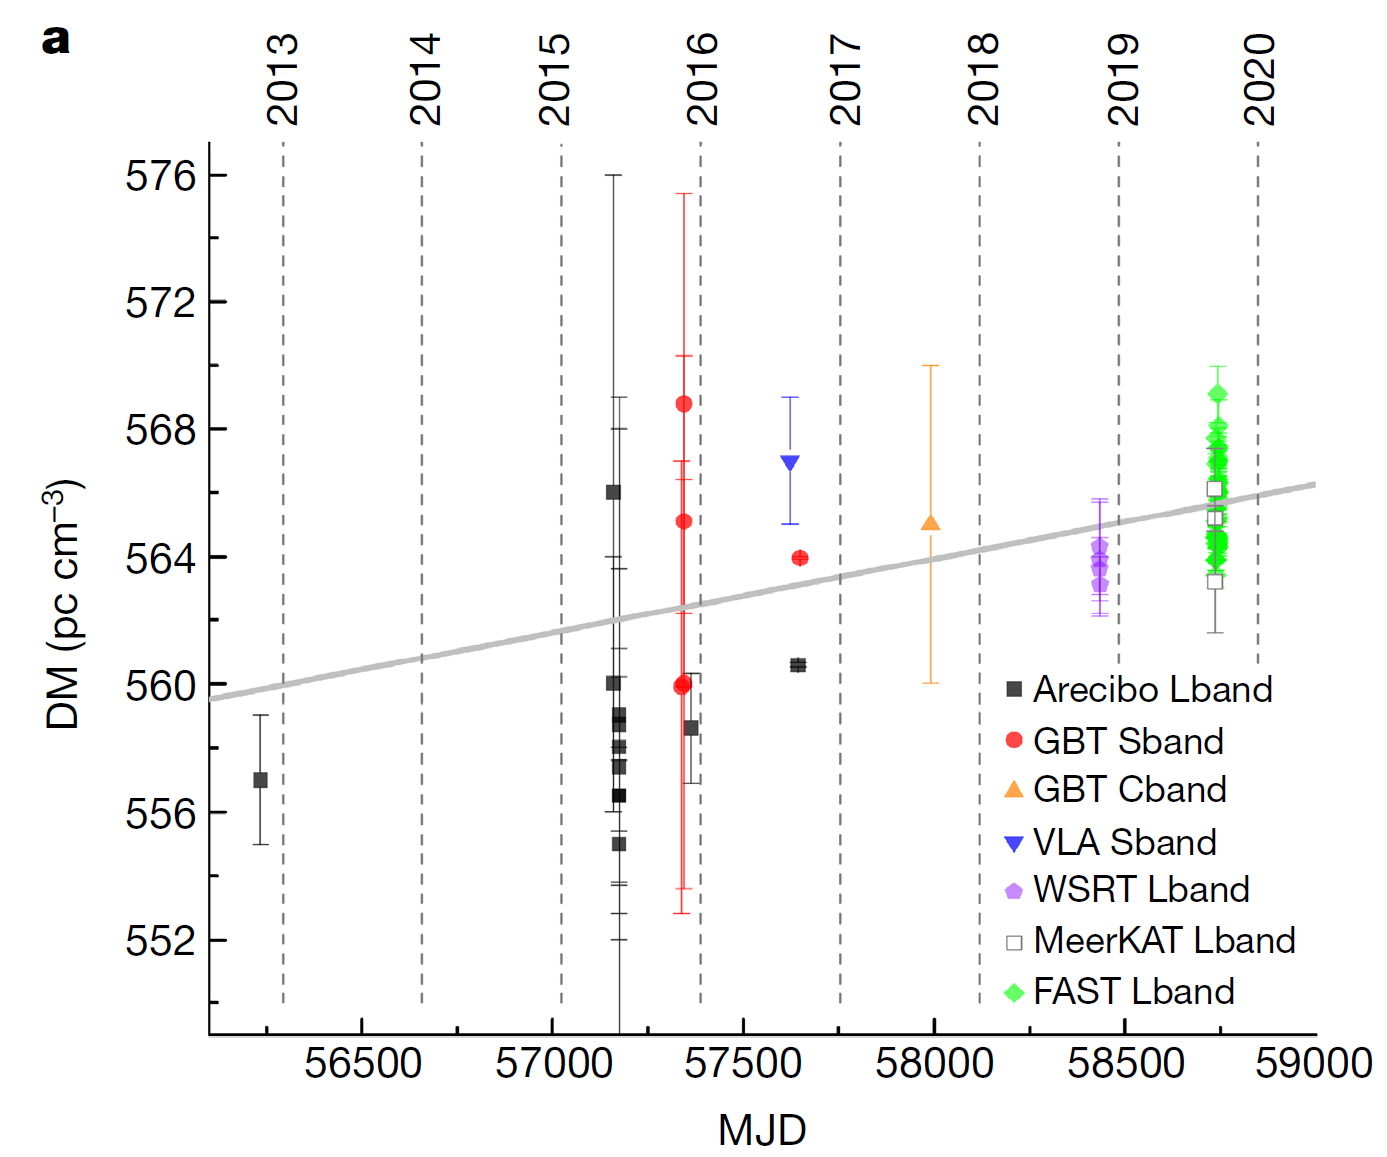 a
2013
2014
2015
2016
2017
2018
2019
2020
576
572
568
564
560
556
552
DM (pc cm⁻³)
Arecibo Lband
GBT Sband
GBT Cband
VLA Sband
WSRT Lband
MeerKAT Lband
FAST Lband
56500 57000 57500 58000 58500 59000
MJD